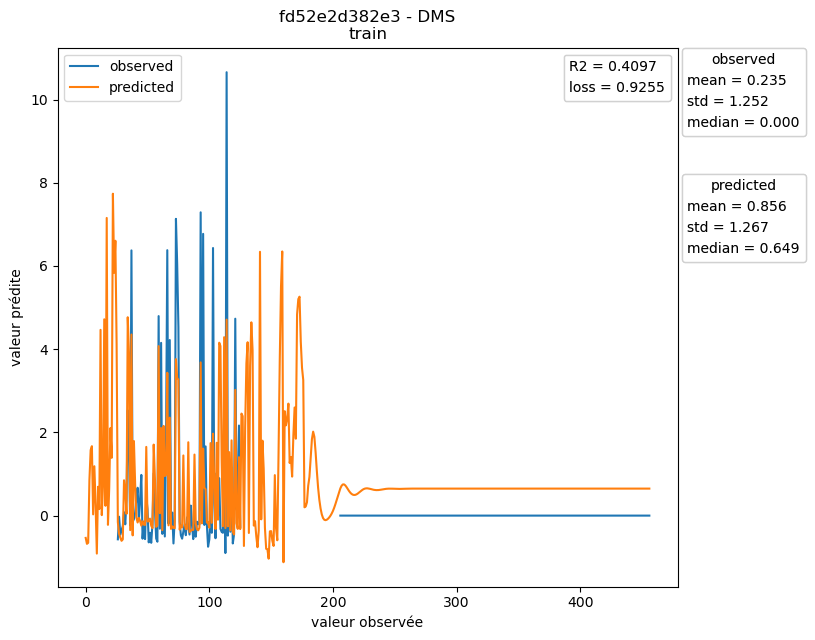 fd52e2d382e3 - DMS
train
observed
predicted
R2 = 0.4097
loss = 0.9255
observed
mean = 0.235
std = 1.252
median = 0.000
predicted
mean = 0.856
std = 1.267
median = 0.649
valeur prédite
10
8
6
4
2
0
0
100
200
300
400
valeur observée